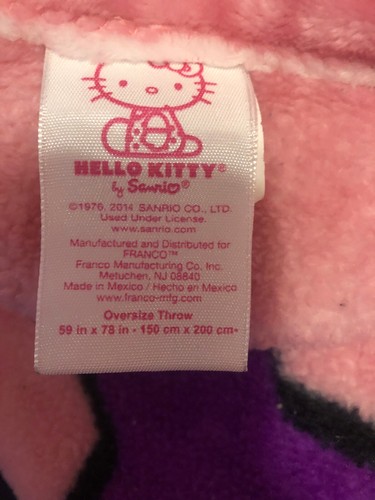 HELLO KITTY®
by Sanrio
©1976, 2014 SANRIO CO., LTD.
Used Under License.
www.sanrio.com
Manufactured and Distributed for
FRANCO™
Franco Manufacturing Co. Inc.
Metuchen, NJ 08840
Made in Mexico / Hecho en Mexico
www.franco-mfg.com
Oversize Throw
59 in x 78 in - 150 cm x 200 cm-